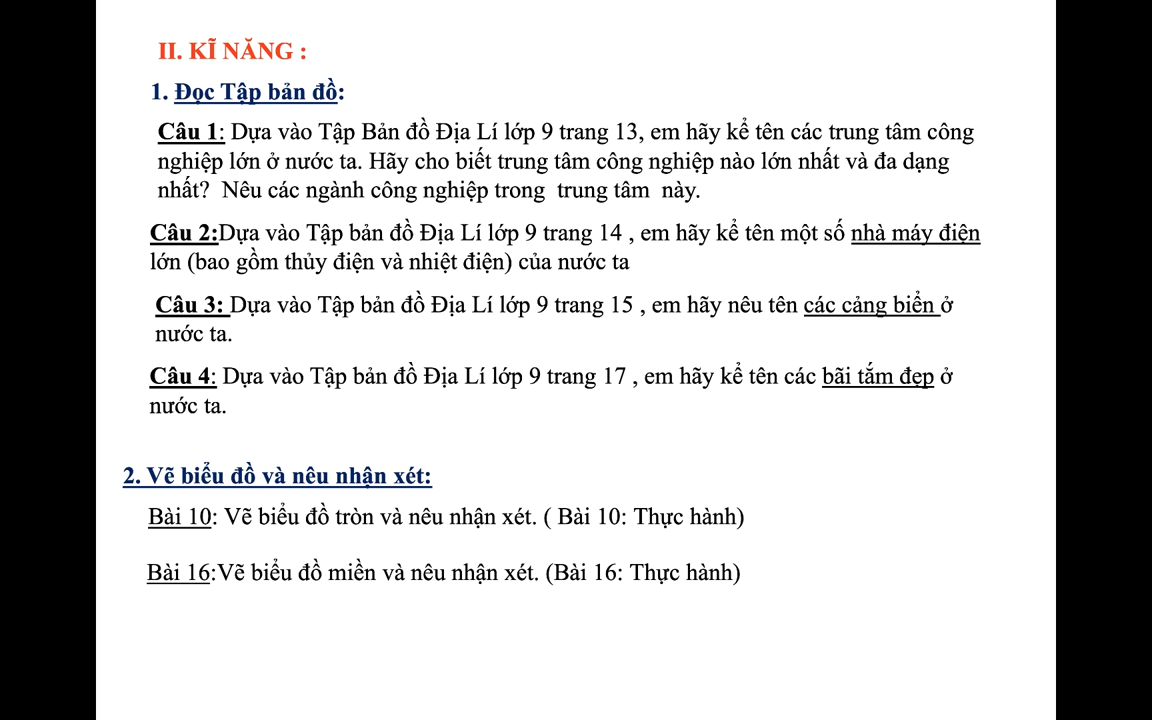 II. KĨ NĂNG :
1. Đọc Tập bản đồ:
Câu 1: Dựa vào Tập Bản đồ Địa Lí lớp 9 trang 13, em hãy kể tên các trung tâm công
nghiệp lớn ở nước ta. Hãy cho biết trung tâm công nghiệp nào lớn nhất và đa dạng
nhất? Nêu các ngành công nghiệp trong trung tâm này.
Câu 2:Dựa vào Tập bản đồ Địa Lí lớp 9 trang 14 , em hãy kể tên một số nhà máy điện
lớn (bao gồm thủy điện và nhiệt điện) của nước ta
Câu 3: Dựa vào Tập bản đồ Địa Lí lớp 9 trang 15 , em hãy nêu tên các cảng biển ở
nước ta.
Câu 4: Dựa vào Tập bản đồ Địa Lí lớp 9 trang 17 , em hãy kể tên các bãi tắm đẹp ở
nước ta.
2. Vẽ biểu đồ và nêu nhận xét:
Bài 10: Vẽ biểu đồ tròn và nêu nhận xét. ( Bài 10: Thực hành)
Bài 16:Vẽ biểu đồ miền và nêu nhận xét. (Bài 16: Thực hành)